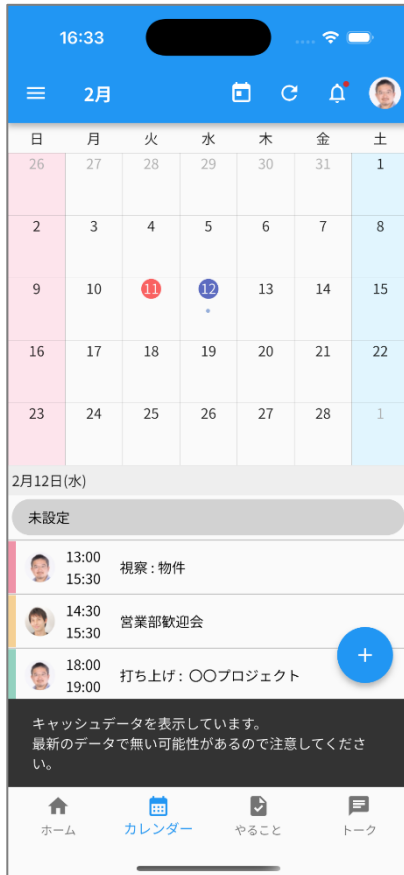 16:33
2月
日 月 火 水 木 金 土
26 27 28 29 30 31 1
2 3 4 5 6 7 8
9 10 11 12 13 14 15
16 17 18 19 20 21 22
23 24 25 26 27 28 1
2月12日(水)
未設定
13:00
視察 : 物件
15:30
14:30
営業部歓迎会
15:30
18:00
打ち上げ : 〇〇プロジェクト
19:00
キャッシュデータを表示しています。
最新のデータで無い可能性があるので注意してくださ
い。
ホーム カレンダー やること トーク